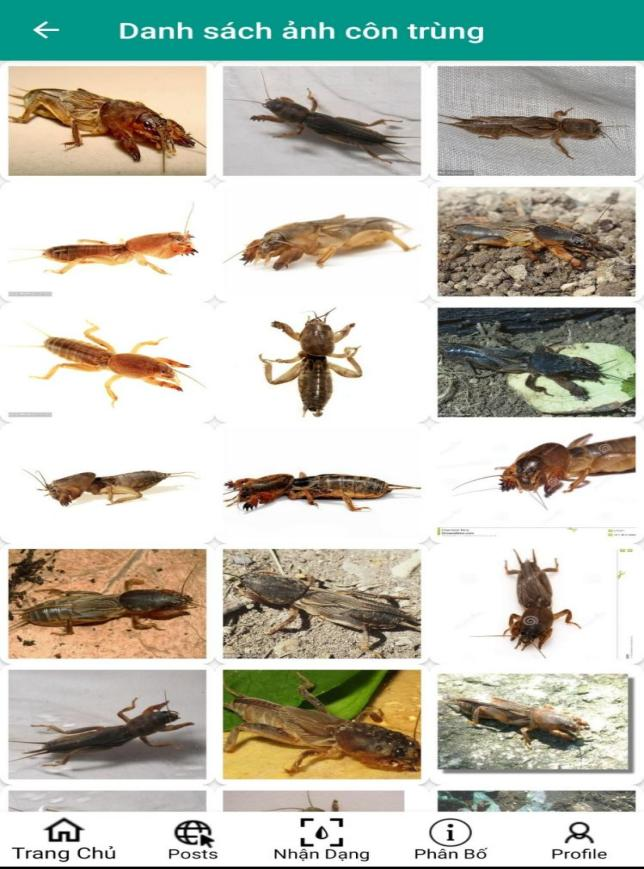 Danh sách ảnh côn trùng
Trang Chủ
Posts
Nhận Dạng
Phân Bố
Profile